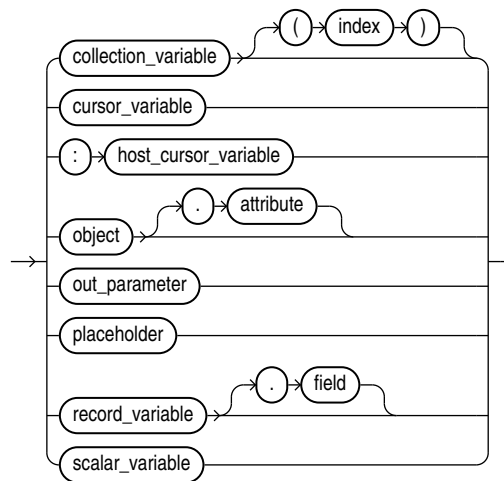 ( index )
collection_variable
cursor_variable
: host_cursor_variable
. attribute
object
out_parameter
placeholder
. field
record_variable
scalar_variable